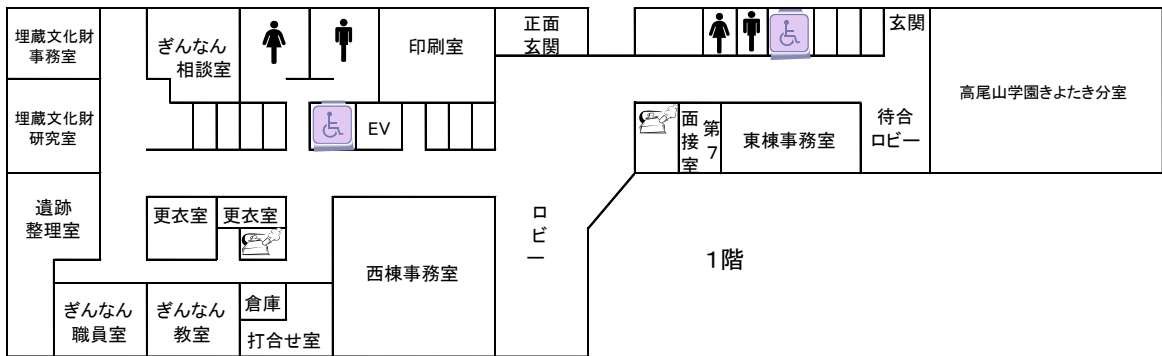 埋蔵文化財
事務室
ぎんなん
相談室
印刷室
正面
玄関
玄関
高尾山学園きよたき分室
埋蔵文化財
研究室
EV
面接室
第7
東棟事務室
待合
ロビー
遺跡
整理室
更衣室
更衣室
西棟事務室
ロビー
1階
ぎんなん
職員室
ぎんなん
教室
倉庫
打合せ室